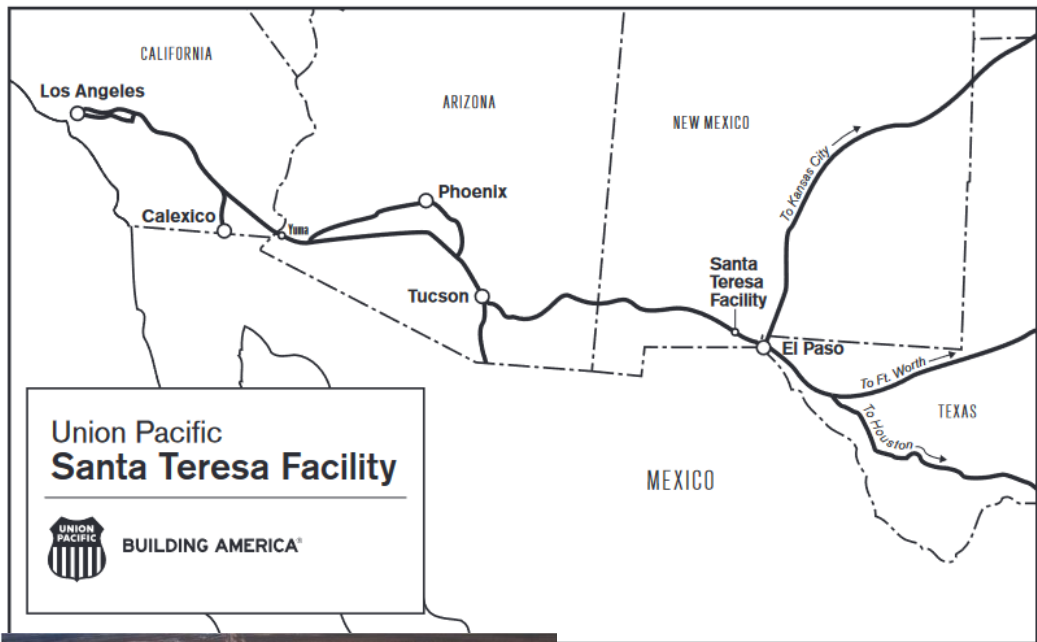 CALIFORNIA
Los Angeles
ARIZONA
NEW MEXICO
Phoenix
Calexico
Yuma
To Kansas City
Tucson
Santa
Teresa
Facility
El Paso
To Ft. Worth
TEXAS
To Houston
MEXICO
Union Pacific
Santa Teresa Facility
UNION
PACIFIC
BUILDING AMERICA®